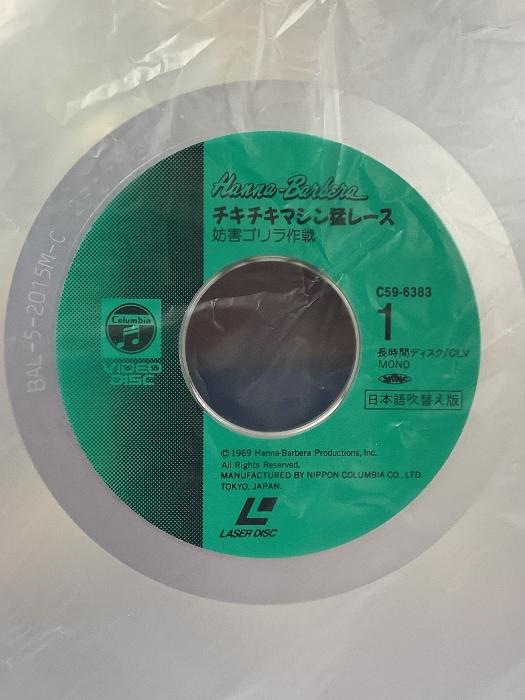 Hanna-Barbera
チキチキマシン猛レース
妨害ゴリラ作戦
C59-6383
1
長時間ディスク/CLV
MONO
日本語吹替え版
Columbia
VIDEO
DISC
BAL-5-2015M-C
© 1969 Hanna-Barbera Productions, Inc.
All Rights Reserved.
MANUFACTURED BY NIPPON COLUMBIA CO., LTD.
TOKYO, JAPAN.
LASER DISC